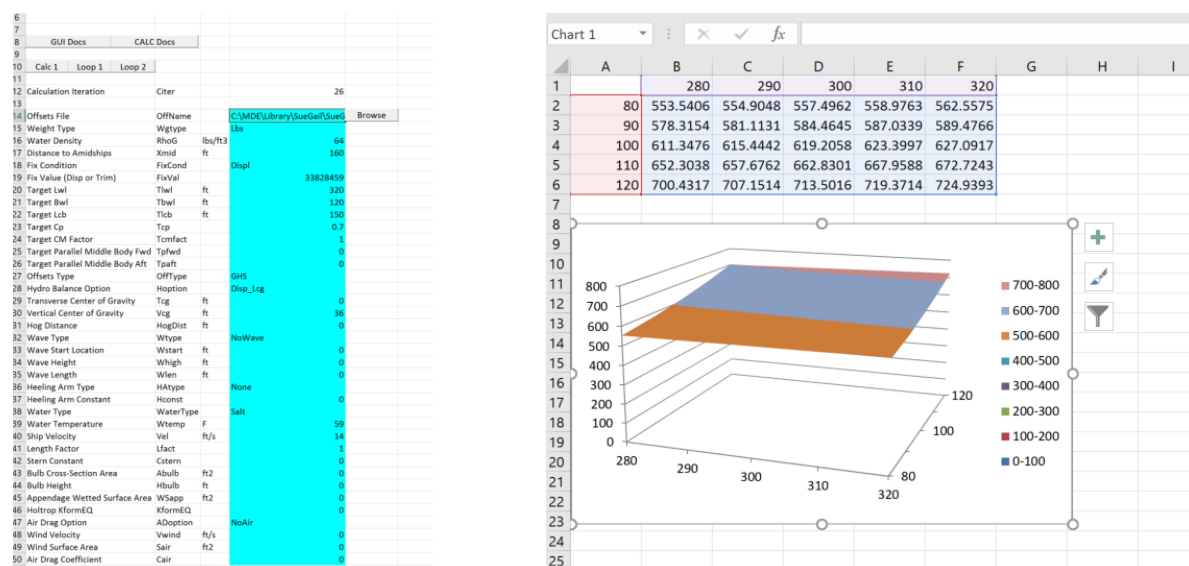 6
7
8 GUI Docs CALC Docs
9
10 Calc 1 Loop 1 Loop 2
11
12 Calculation Iteration Citer 26
13
14 Offsets File OffName C:\MDE\Library\SueGail\SueG Browse
15 Weight Type Wgtype Lbs
16 Water Density RhoG lbs/ft3 64
17 Distance to Amidships Xmid ft 160
18 Fix Condition FixCond Displ
19 Fix Value (Disp or Trim) FixVal 33828459
20 Target Lwl Tlwl ft 320
21 Target Bwl Tbwl ft 120
22 Target Lcb Tlcb ft 150
23 Target Cp Tcp 0.7
24 Target CM Factor Tcmfact 1
25 Target Parallel Middle Body Fwd Tpfwd 0
26 Target Parallel Middle Body Aft Tpaft 0
27 Offsets Type OffType GHS
28 Hydro Balance Option Hoption Disp_Lcg
29 Transverse Center of Gravity Tcg ft 0
30 Vertical Center of Gravity Vcg ft 36
31 Hog Distance HogDist ft 0
32 Wave Type Wtype NoWave
33 Wave Start Location Wstart ft 0
34 Wave Height Whigh ft 0
35 Wave Length Wlen ft 0
36 Heeling Arm Type HAtype None
37 Heeling Arm Constant Hconst 0
38 Water Type WaterType Salt
39 Water Temperature Wtemp F 59
40 Ship Velocity Vel ft/s 14
41 Length Factor Lfact 1
42 Stern Constant Cstern 0
43 Bulb Cross-Section Area Abulb ft2 0
44 Bulb Height Hbulb ft 0
45 Appendage Wetted Surface Area WSapp ft2 0
46 Holtrop KformEQ KformEQ 0
47 Air Drag Option ADoption NoAir
48 Wind Velocity Vwind ft/s 0
49 Wind Surface Area Sair ft2 0
50 Air Drag Coefficient Cair 0
Chart 1 fx
A B C D E F G H I
1 280 290 300 310 320
2 80 553.5406 554.9048 557.4962 558.9763 562.5575
3 90 578.3154 581.1131 584.4645 587.0339 589.4766
4 100 611.3476 615.4442 619.2058 623.3997 627.0917
5 110 652.3038 657.6762 662.8301 667.9588 672.7243
6 120 700.4317 707.1514 713.5016 719.3714 724.9393
7
8
9
10
11
12
13
14
15
16
17
18
19
20
21
22
23
24
25
800
700
600
500
400
300
200
100
0
280
290
300
310
320
80
100
120
700-800
600-700
500-600
400-500
300-400
200-300
100-200
0-100